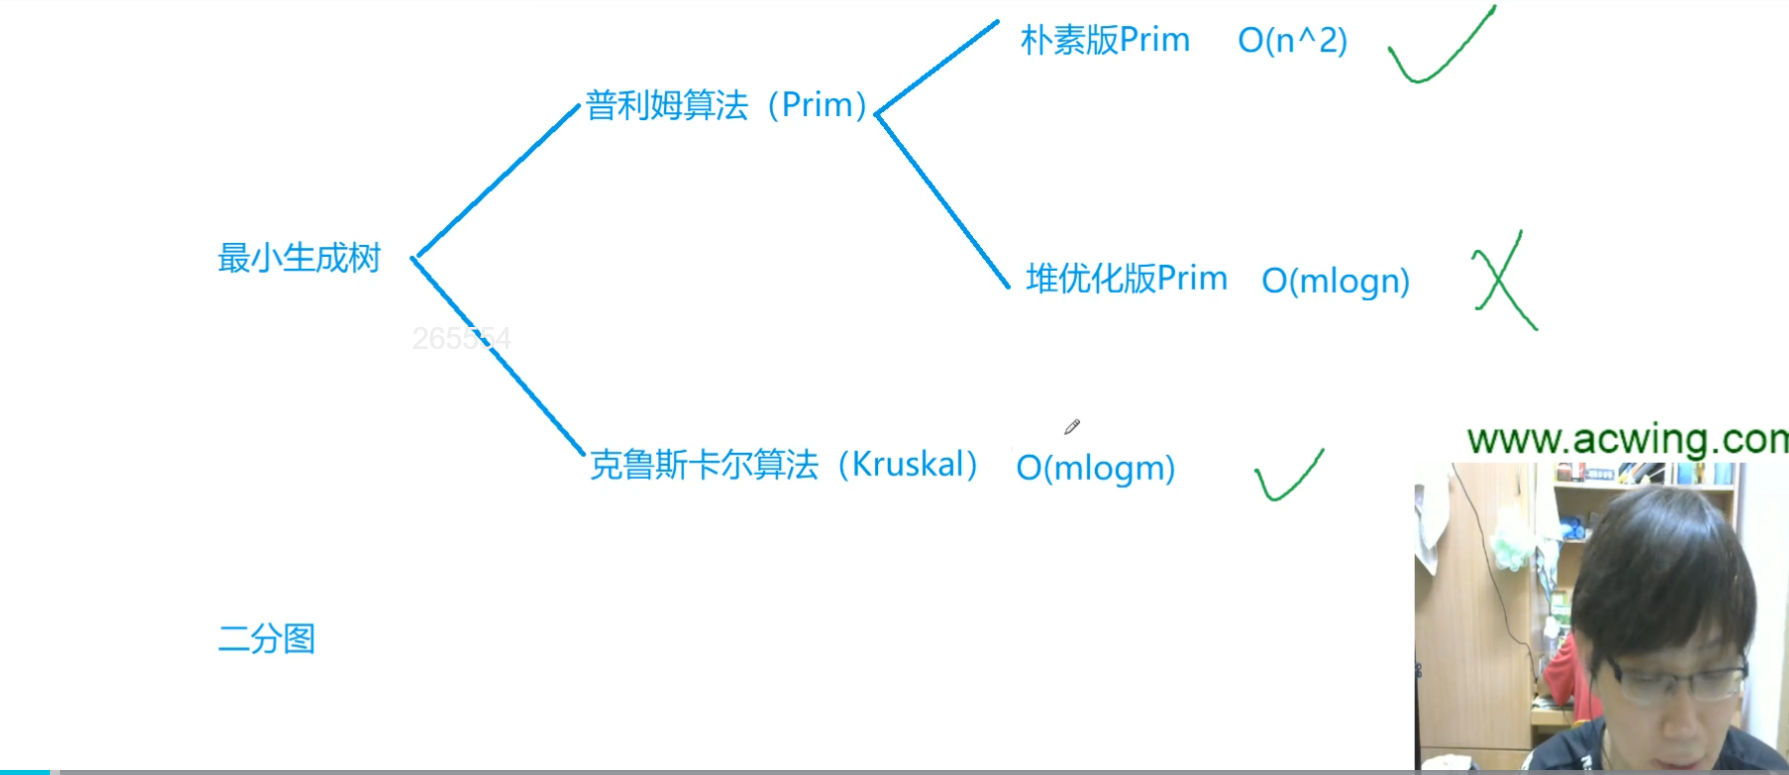 朴素版Prim O(n^2)
普利姆算法（Prim）
最小生成树
堆优化版Prim O(mlogn)
265554
克鲁斯卡尔算法（Kruskal） O(mlogm)
www.acwing.com
二分图